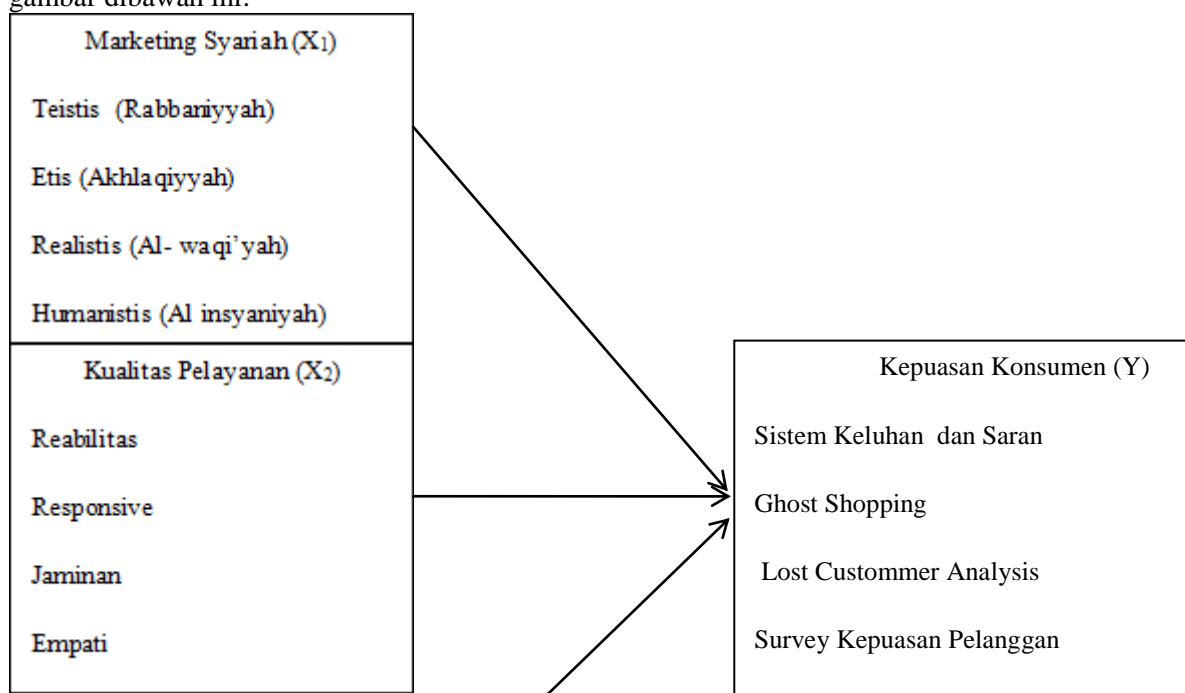 gambar dibawah ini.
Marketing Syariah (X1)
Teistis (Rabbaniyyah)
Etis (Akhlaqiyyah)
Realistis (Al- waqi’yah)
Humanistis (Al insyaniyah)
Kualitas Pelayanan (X2)
Reabilitas
Responsive
Jaminan
Empati
Kepuasan Konsumen (Y)
Sistem Keluhan dan Saran
Ghost Shopping
Lost Custommer Analysis
Survey Kepuasan Pelanggan